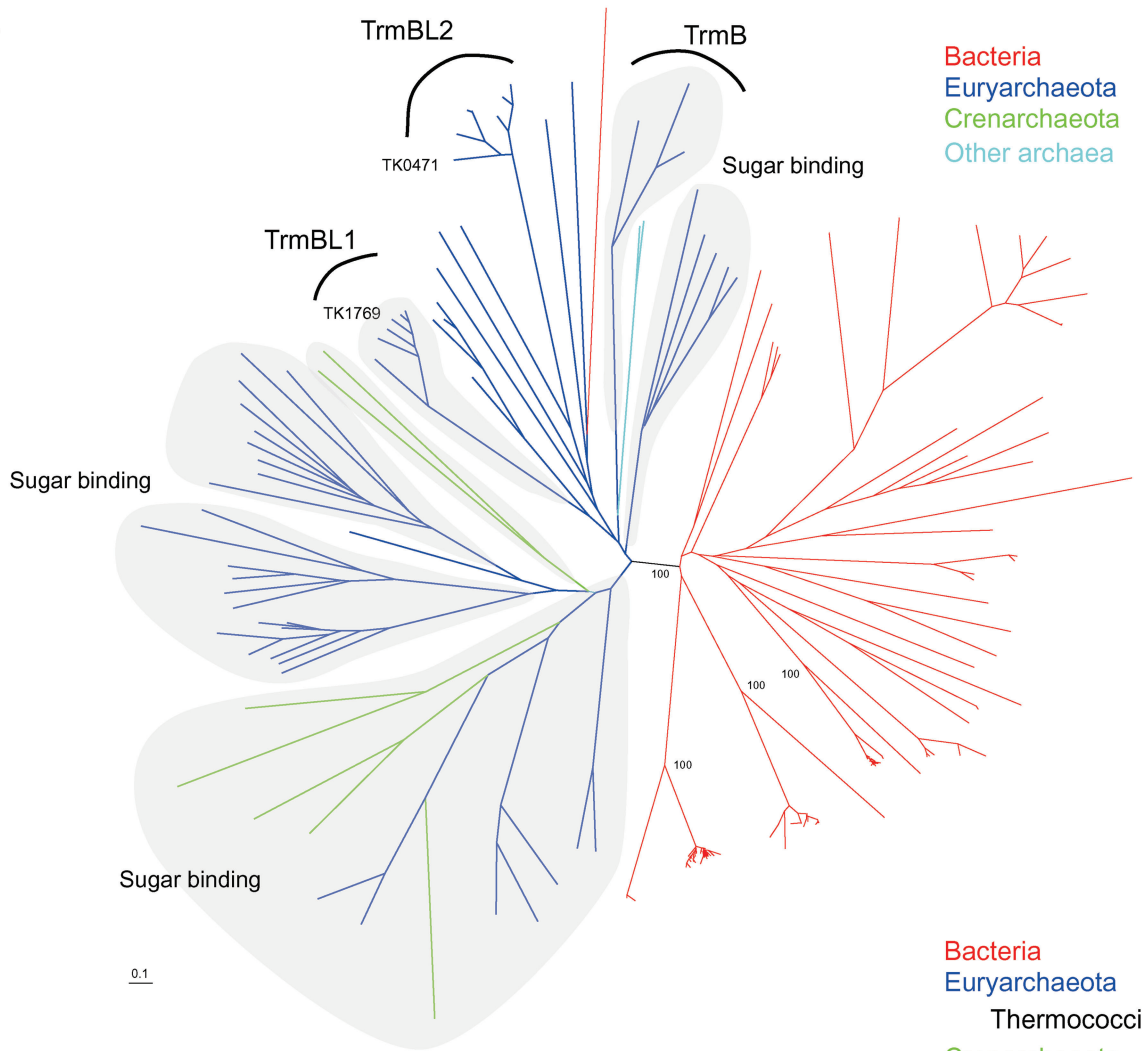 TrmBL2
TrmB
Bacteria
Euryarchaeota
Crenarchaeota
Other archaea
TK0471
Sugar binding
TrmBL1
TK1769
Sugar binding
100
100
100
100
Sugar binding
0.1
Bacteria
Euryarchaeota
Thermococci